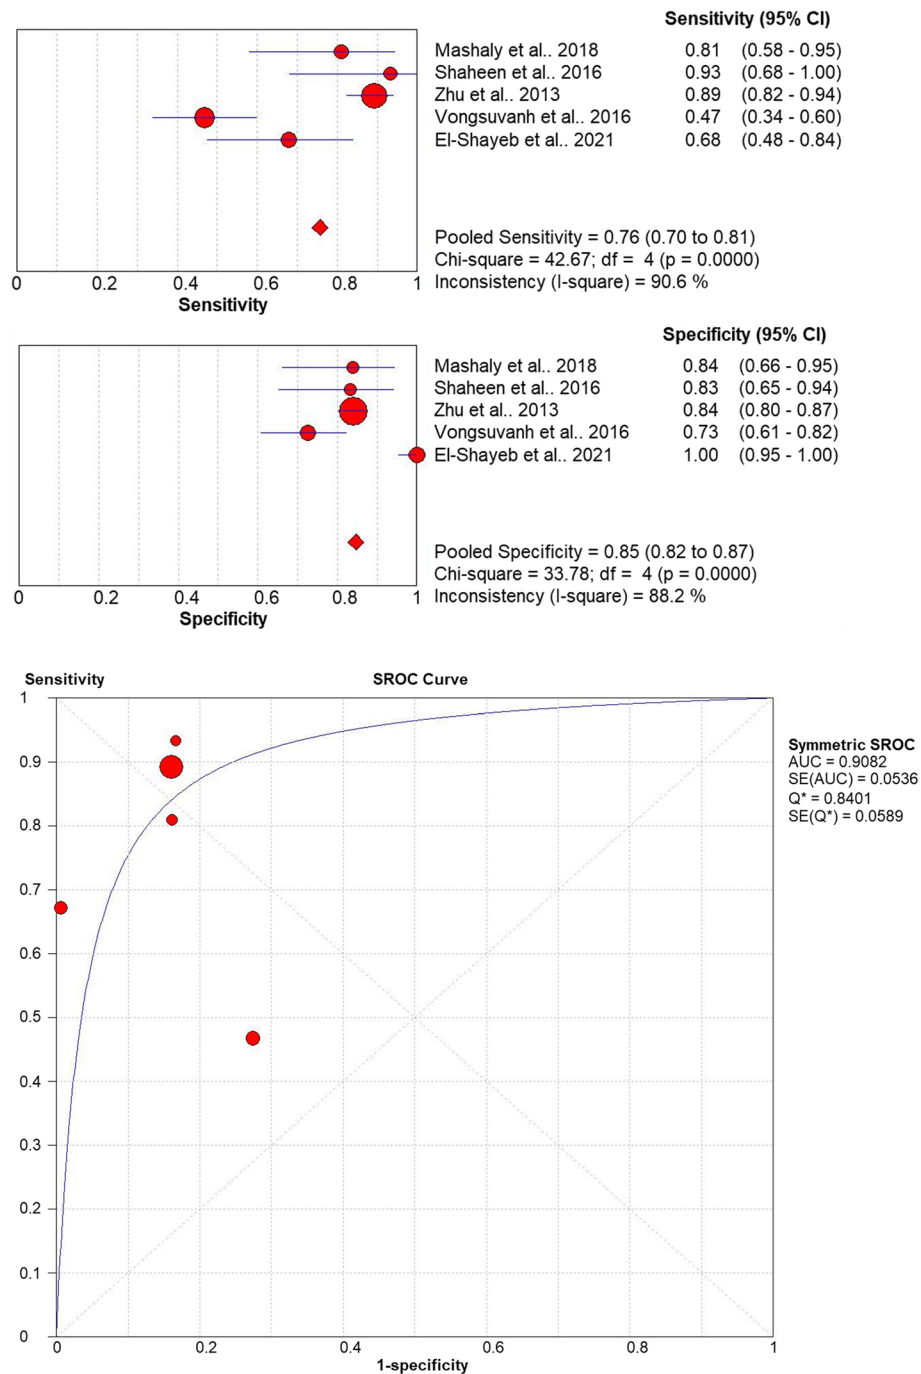 Sensitivity (95% CI)
Mashaly et al.. 2018 0.81 (0.58 - 0.95)
Shaheen et al.. 2016 0.93 (0.68 - 1.00)
Zhu et al.. 2013 0.89 (0.82 - 0.94)
Vongsuvanh et al.. 2016 0.47 (0.34 - 0.60)
El-Shayeb et al.. 2021 0.68 (0.48 - 0.84)
Pooled Sensitivity = 0.76 (0.70 to 0.81)
Chi-square = 42.67; df = 4 (p = 0.0000)
Inconsistency (I-square) = 90.6 %
0 0.2 0.4 0.6 0.8 1
Sensitivity
Specificity (95% CI)
Mashaly et al.. 2018 0.84 (0.66 - 0.95)
Shaheen et al.. 2016 0.83 (0.65 - 0.94)
Zhu et al.. 2013 0.84 (0.80 - 0.87)
Vongsuvanh et al.. 2016 0.73 (0.61 - 0.82)
El-Shayeb et al.. 2021 1.00 (0.95 - 1.00)
Pooled Specificity = 0.85 (0.82 to 0.87)
Chi-square = 33.78; df = 4 (p = 0.0000)
Inconsistency (I-square) = 88.2 %
0 0.2 0.4 0.6 0.8 1
Specificity
Sensitivity SROC Curve
1
0.9
0.8
0.7
0.6
0.5
0.4
0.3
0.2
0.1
0
0 0.2 0.4 0.6 0.8 1
1-specificity
Symmetric SROC
AUC = 0.9082
SE(AUC) = 0.0536
Q* = 0.8401
SE(Q*) = 0.0589